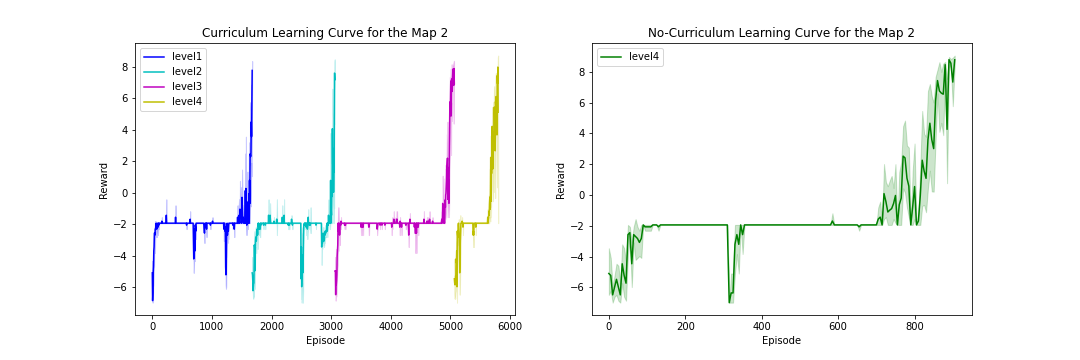 Curriculum Learning Curve for the Map 2
level1
level2
level3
level4
8
6
4
2
0
−2
−4
−6
Reward
0
1000
2000
3000
4000
5000
6000
Episode
No-Curriculum Learning Curve for the Map 2
level4
8
6
4
2
0
−2
−4
−6
Reward
0
200
400
600
800
Episode